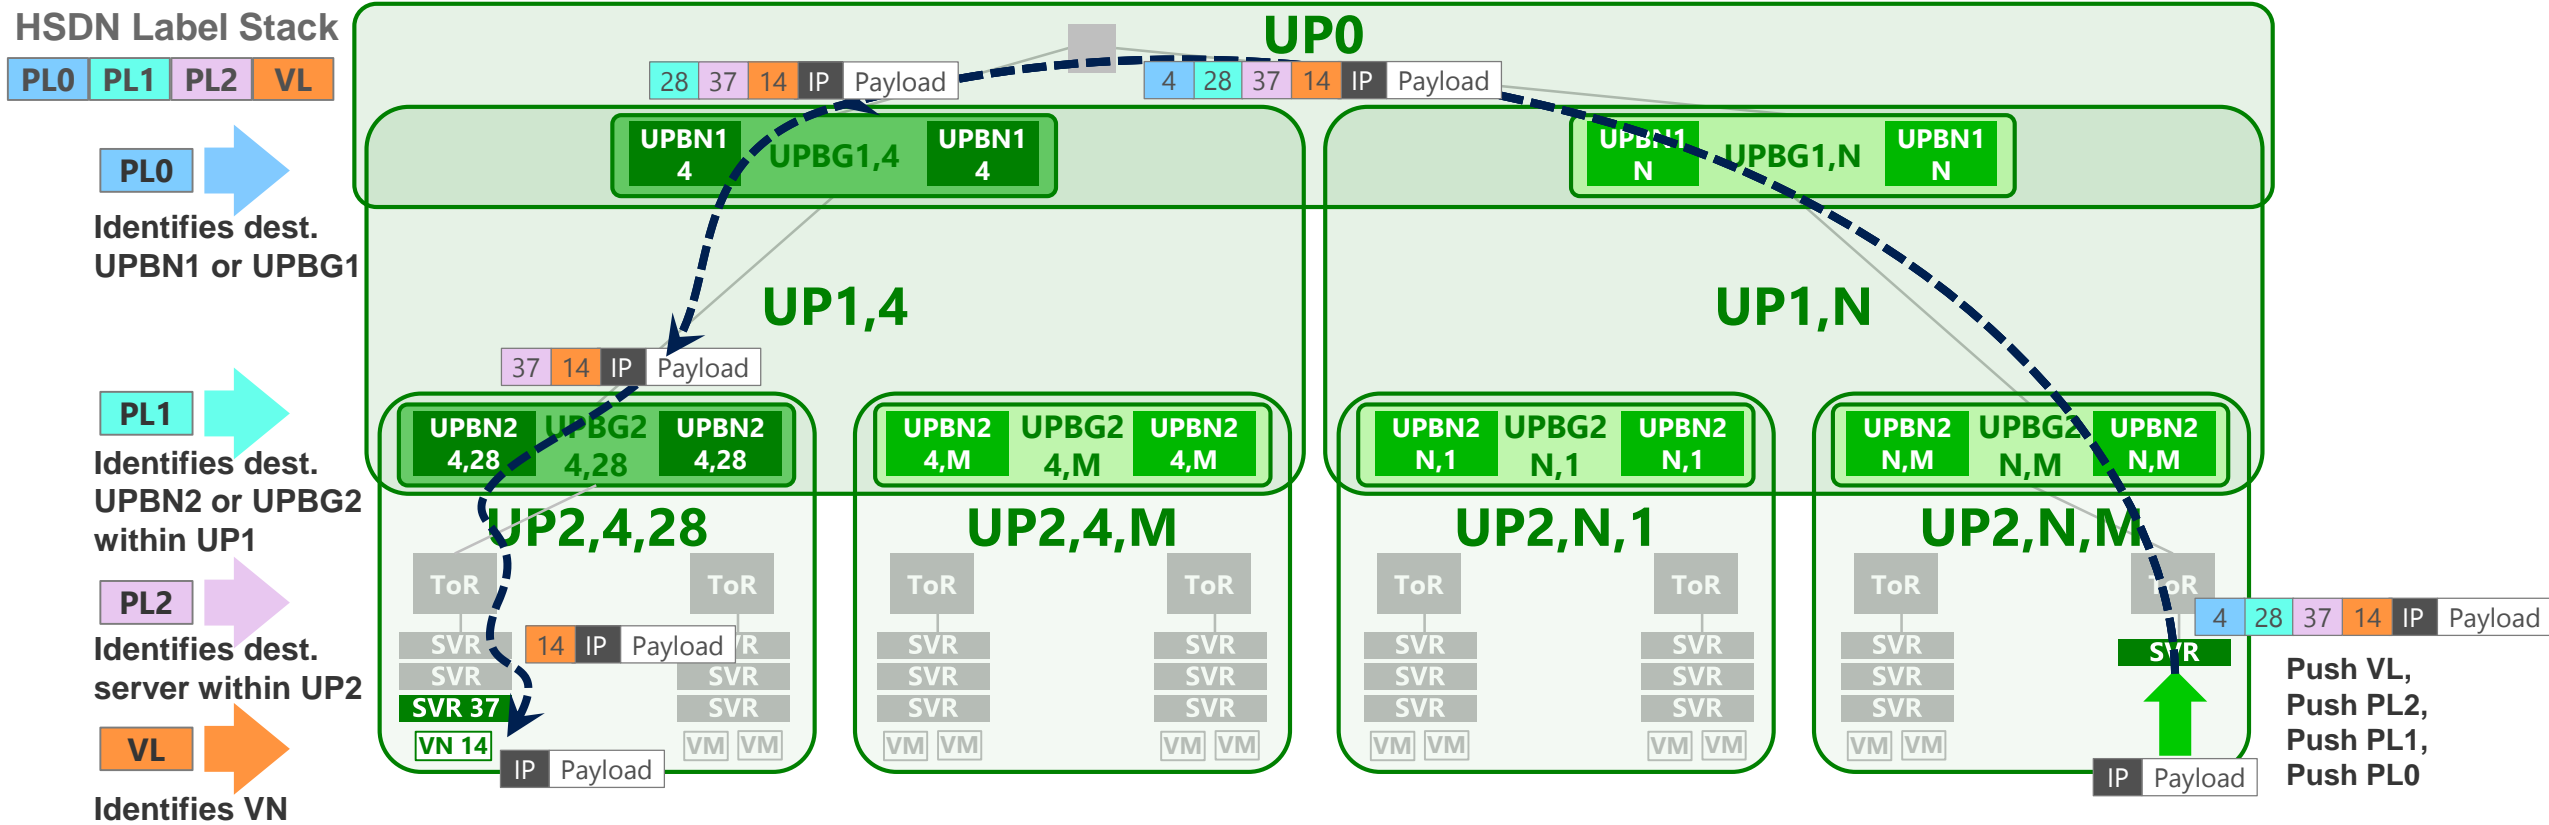 HSDN Label Stack
PL0 PL1 PL2 VL
PL0
Identifies dest.
UPBN1 or UPBG1
PL1
Identifies dest.
UPBN2 or UPBG2
within UP1
PL2
Identifies dest.
server within UP2
VL
Identifies VN
UP0
28 37 14 IP Payload
4 28 37 14 IP Payload
UPBN1
4
UPBG1,4
UPBN1
4
UPBN1
N
UPBG1,N
UPBN1
N
UP1,4
UP1,N
37 14 IP Payload
UPBN2
4,28
UPBG2
4,28
UPBN2
4,28
UPBN2
4,M
UPBG2
4,M
UPBN2
4,M
UPBN2
N,1
UPBG2
N,1
UPBN2
N,1
UPBN2
N,M
UPBG2
N,M
UPBN2
N,M
UP2,4,28
UP2,4,M
UP2,N,1
UP2,N,M
ToR
SVR
SVR
SVR 37
VN 14
14 IP Payload
IP Payload
ToR
VR
SVR
SVR
VM VM
ToR
SVR
SVR
SVR
VM VM
ToR
SVR
SVR
SVR
VM VM
ToR
SVR
SVR
SVR
VM VM
ToR
SVR
SVR
SVR
VM VM
ToR
SVR
SVR
SVR
VM VM
ToR
SVR
4 28 37 14 IP Payload
Push VL,
Push PL2,
Push PL1,
Push PL0
IP Payload